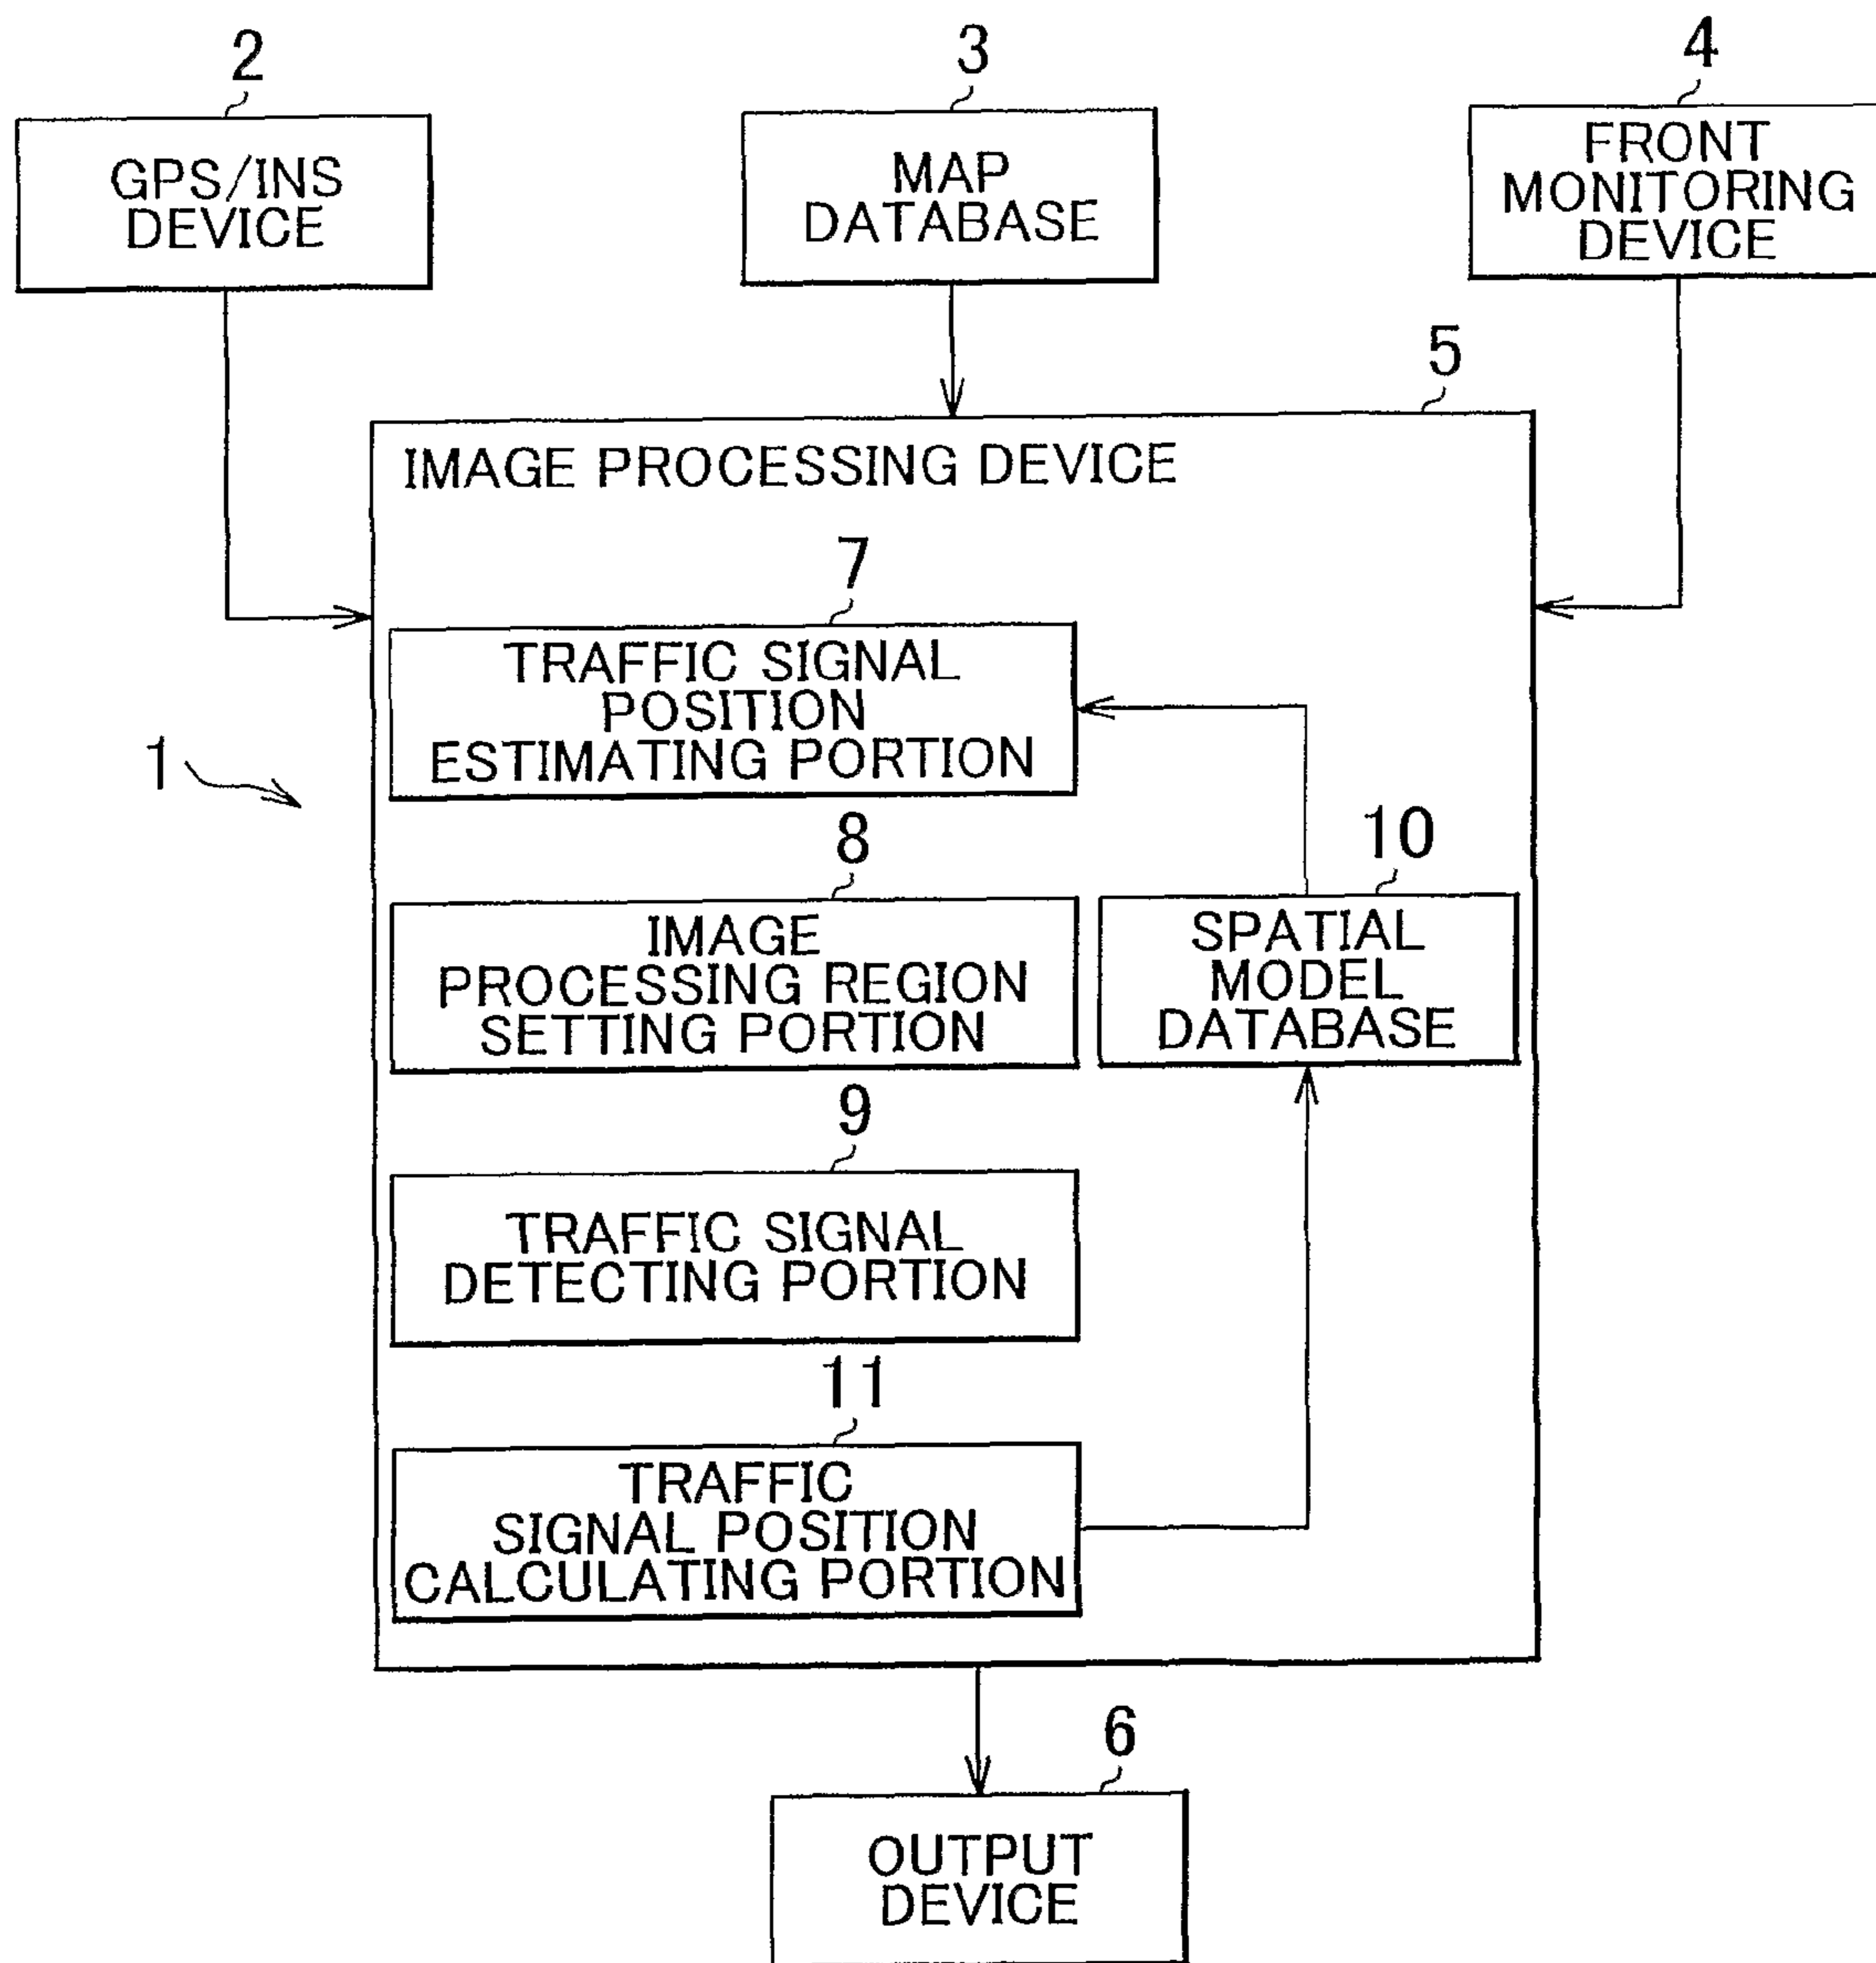 2
GPS/INS
DEVICE
3
MAP
DATABASE
4
FRONT
MONITORING
DEVICE
5
IMAGE PROCESSING DEVICE
7
TRAFFIC SIGNAL
POSITION
ESTIMATING PORTION
1
8
IMAGE
PROCESSING REGION
SETTING PORTION
10
SPATIAL
MODEL
DATABASE
9
TRAFFIC SIGNAL
DETECTING PORTION
11
TRAFFIC
SIGNAL POSITION
CALCULATING PORTION
6
OUTPUT
DEVICE